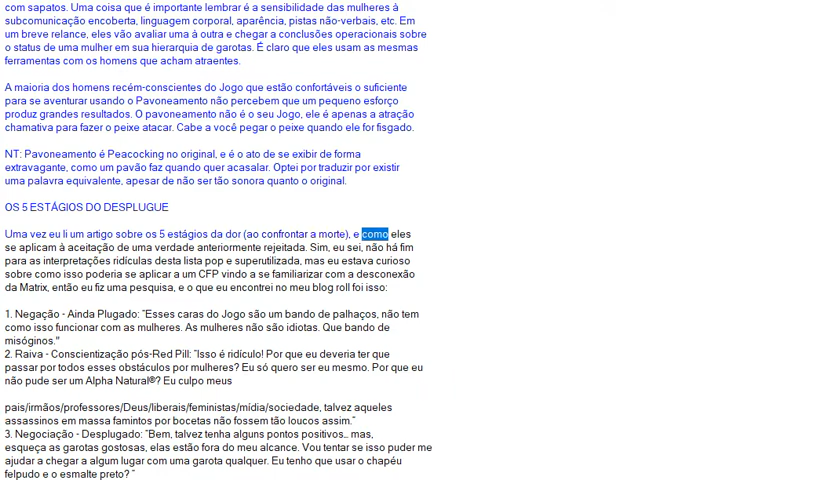 com sapatos. Uma coisa que é importante lembrar é a sensibilidade das mulheres à
subcomunicação encoberta, linguagem corporal, aparência, pistas não-verbais, etc. Em
um breve relance, eles vão avaliar uma à outra e chegar a conclusões operacionais sobre
o status de uma mulher em sua hierarquia de garotas. É claro que eles usam as mesmas
ferramentas com os homens que acham atraentes.
A maioria dos homens recém-conscientes do Jogo que estão confortáveis o suficiente
para se aventurar usando o Pavoneamento não percebem que um pequeno esforço
produz grandes resultados. O pavoneamento não é o seu Jogo, ele é apenas a atração
chamativa para fazer o peixe atacar. Cabe a você pegar o peixe quando ele for fisgado.
NT: Pavoneamento é Peacocking no original, e é o ato de se exibir de forma
extravagante, como um pavão faz quando quer acasalar. Optei por traduzir por existir
uma palavra equivalente, apesar de não ser tão sonora quanto o original.
OS 5 ESTÁGIOS DO DESPLUGUE
Uma vez eu li um artigo sobre os 5 estágios da dor (ao confrontar a morte), e como eles
se aplicam à aceitação de uma verdade anteriormente rejeitada. Sim, eu sei, não há fim
para as interpretações ridículas desta lista pop e superutilizada, mas eu estava curioso
sobre como isso poderia se aplicar a um CFP vindo a se familiarizar com a desconexão
da Matrix, então eu fiz uma pesquisa, e o que eu encontrei no meu blog roll foi isso:
1. Negação - Ainda Plugado: "Esses caras do Jogo são um bando de palhaços, não tem
como isso funcionar com as mulheres. As mulheres não são idiotas. Que bando de
misóginos."
2. Raiva - Conscientização pós-Red Pill: "Isso é ridículo! Por que eu deveria ter que
passar por todos esses obstáculos por mulheres? Eu só quero ser eu mesmo. Por que eu
não pude ser um Alpha Natural®? Eu culpo meus
pais/irmãos/professores/Deus/liberais/feministas/mídia/sociedade, talvez aqueles
assassinos em massa famintos por bocetas não fossem tão loucos assim."
3. Negociação - Desplugado: "Bem, talvez tenha alguns pontos positivos... mas,
esqueça as garotas gostosas, elas estão fora do meu alcance. Vou tentar se isso puder me
ajudar a chegar a algum lugar com uma garota qualquer. Eu tenho que usar o chapéu
felpudo e o esmalte preto? "